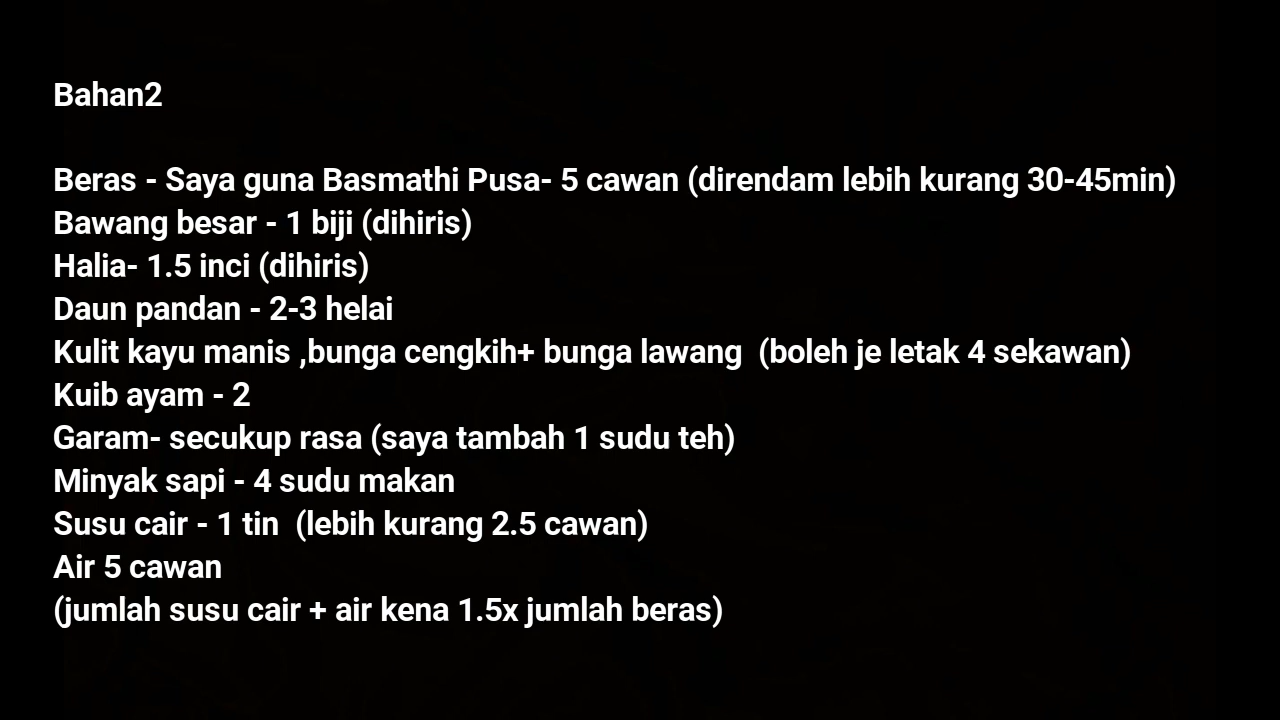 Bahan2
Beras - Saya guna Basmathi Pusa- 5 cawan (direndam lebih kurang 30-45min)
Bawang besar - 1 biji (dihiris)
Halia- 1.5 inci (dihiris)
Daun pandan - 2-3 helai
Kulit kayu manis ,bunga cengkih+ bunga lawang  (boleh je letak 4 sekawan)
Kuib ayam - 2
Garam- secukup rasa (saya tambah 1 sudu teh)
Minyak sapi - 4 sudu makan
Susu cair - 1 tin  (lebih kurang 2.5 cawan)
Air 5 cawan
(jumlah susu cair + air kena 1.5x jumlah beras)